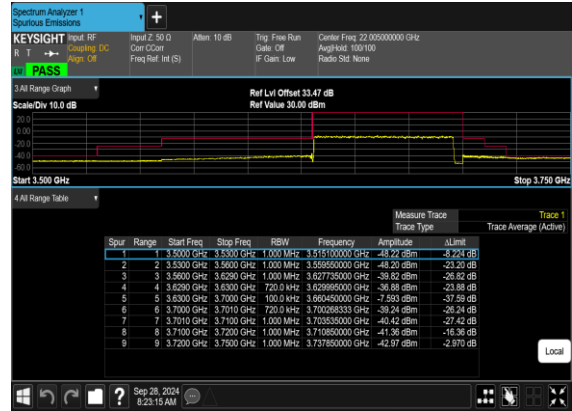 Spectrum Analyzer 1
Spurious Emissions
KEYSIGHT Input: RF Input Z: 50 Ω Atten: 10 dB Trig: Free Run Center Freq: 22.005000000 GHz
R T Coupling: DC Corr CCorr Gate: Off Avg|Hold: 100/100
Align: Off Freq Ref: Int (S) IF Gain: Low Radio Std: None
PASS
3 All Range Graph
Ref Lvl Offset 33.47 dB
Scale/Div 10.0 dB Ref Value 30.00 dBm
20.0
0.00
-20.0
-40.0
-60.0
Start 3.500 GHz Stop 3.750 GHz
4 All Range Table
Measure Trace Trace 1
Trace Type Trace Average (Active)
Spur Range Start Freq Stop Freq RBW Frequency Amplitude ΔLimit
1 1 3.5000 GHz 3.5300 GHz 1.000 MHz 3.515100000 GHz -48.22 dBm -8.224 dB
2 2 3.5300 GHz 3.5600 GHz 1.000 MHz 3.559550000 GHz -48.20 dBm -23.20 dB
3 3 3.5600 GHz 3.6290 GHz 1.000 MHz 3.627735000 GHz -39.82 dBm -26.82 dB
4 4 3.6290 GHz 3.6300 GHz 720.0 kHz 3.629995000 GHz -36.88 dBm -23.88 dB
5 5 3.6300 GHz 3.7000 GHz 100.0 kHz 3.660450000 GHz -7.593 dBm -37.59 dB
6 6 3.7000 GHz 3.7010 GHz 720.0 kHz 3.700268333 GHz -39.24 dBm -26.24 dB
7 7 3.7010 GHz 3.7100 GHz 1.000 MHz 3.703535000 GHz -40.42 dBm -27.42 dB
8 8 3.7100 GHz 3.7200 GHz 1.000 MHz 3.710850000 GHz -41.36 dBm -16.36 dB
9 9 3.7200 GHz 3.7500 GHz 1.000 MHz 3.737850000 GHz -42.97 dBm -2.970 dB
Local
? Sep 28, 2024
8:23:15 AM